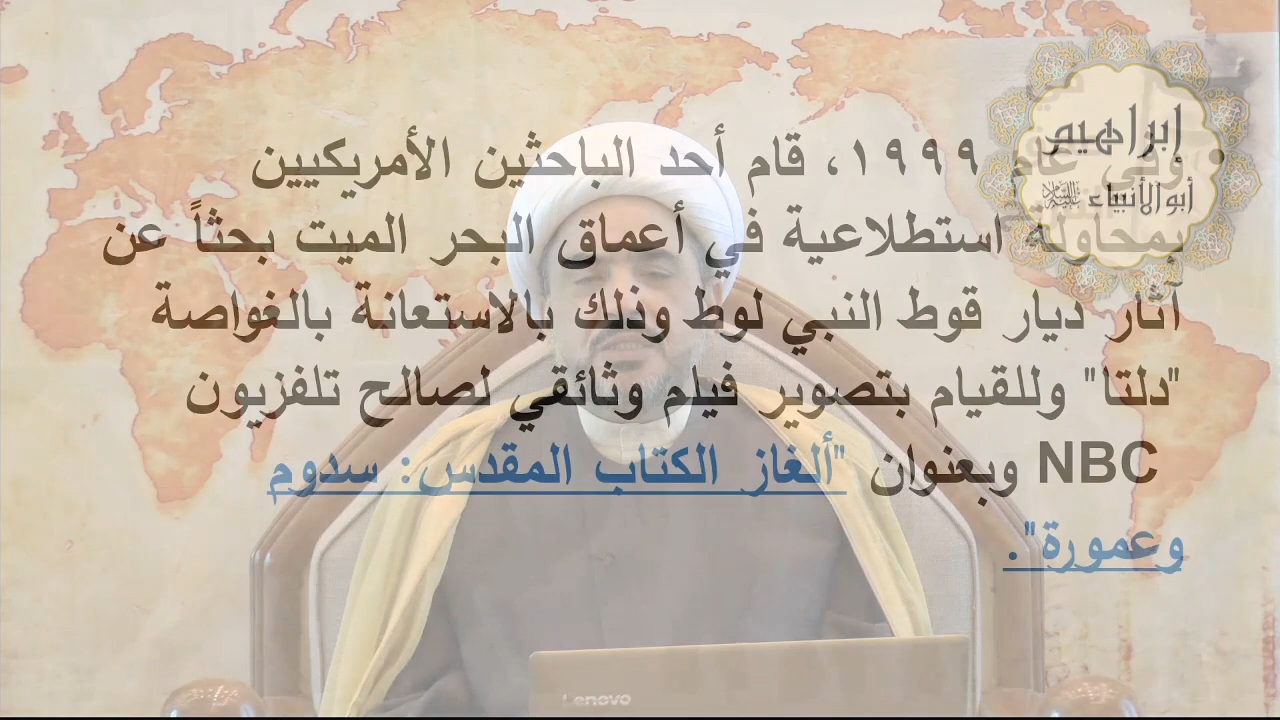 إبراهيم
أبو الأنبياء
وفي عام ١٩٩٩، قام أحد الباحثين الأمريكيين
بمحاولة استطلاعية في أعماق البحر الميت بحثاً عن
آثار ديار قوط النبي لوط وذلك بالاستعانة بالغواصة
"دلتا" وللقيام بتصوير فيلم وثائقي لصالح تلفزيون
NBC وبعنوان "ألغاز الكتاب المقدس: سدوم
وعمورة".
Lenovo